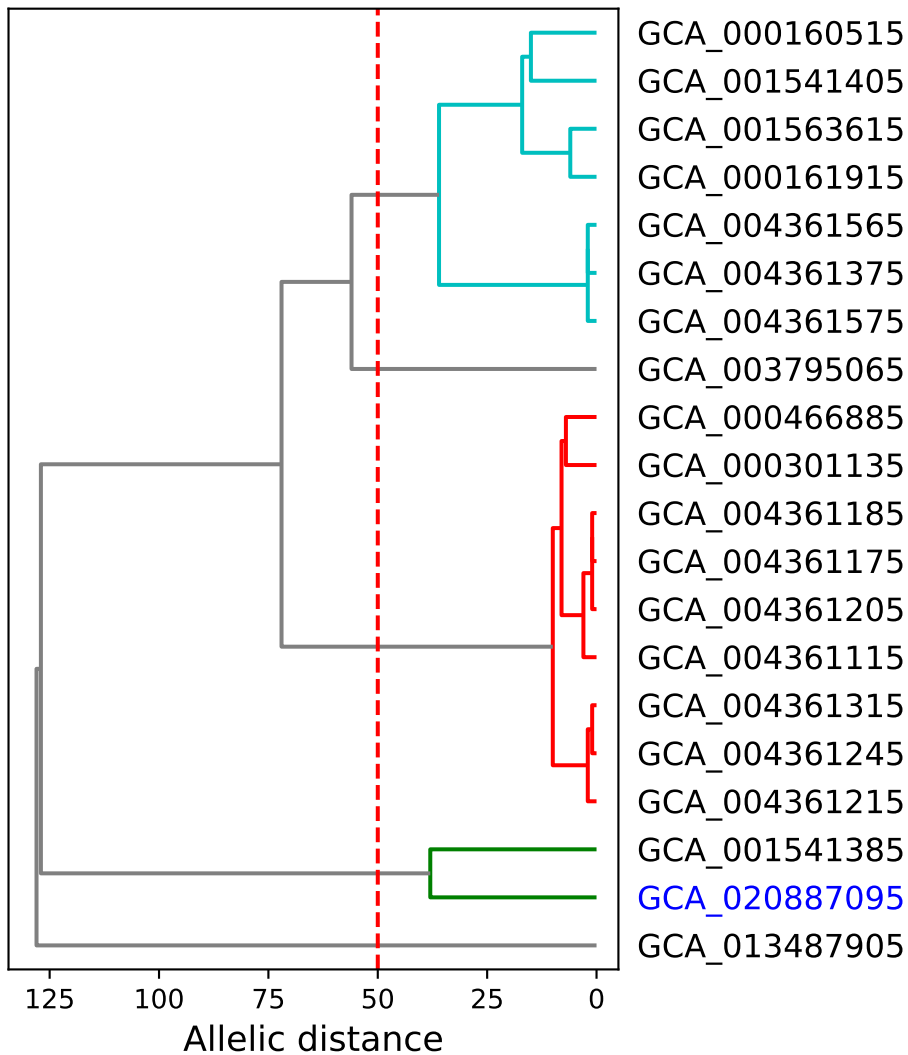 GCA_000160515
GCA_001541405
GCA_001563615
GCA_000161915
GCA_004361565
GCA_004361375
GCA_004361575
GCA_003795065
GCA_000466885
GCA_000301135
GCA_004361185
GCA_004361175
GCA_004361205
GCA_004361115
GCA_004361315
GCA_004361245
GCA_004361215
GCA_001541385
GCA_020887095
GCA_013487905
125 100 75 50 25 0
Allelic distance